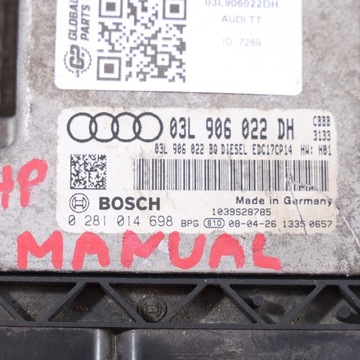 GLOBAL
PARTS
03L906022DH
AUDI TT
ID: 7289
03L 906 022 DH
CBBB
3133
03L 906 022 BQ DIESEL EDC17CP14 HW: H01
HP
BOSCH
Made in Germany
1039S28785
0 281 014 698 BPG 810 08-04-26 1335 0657
MANUAL